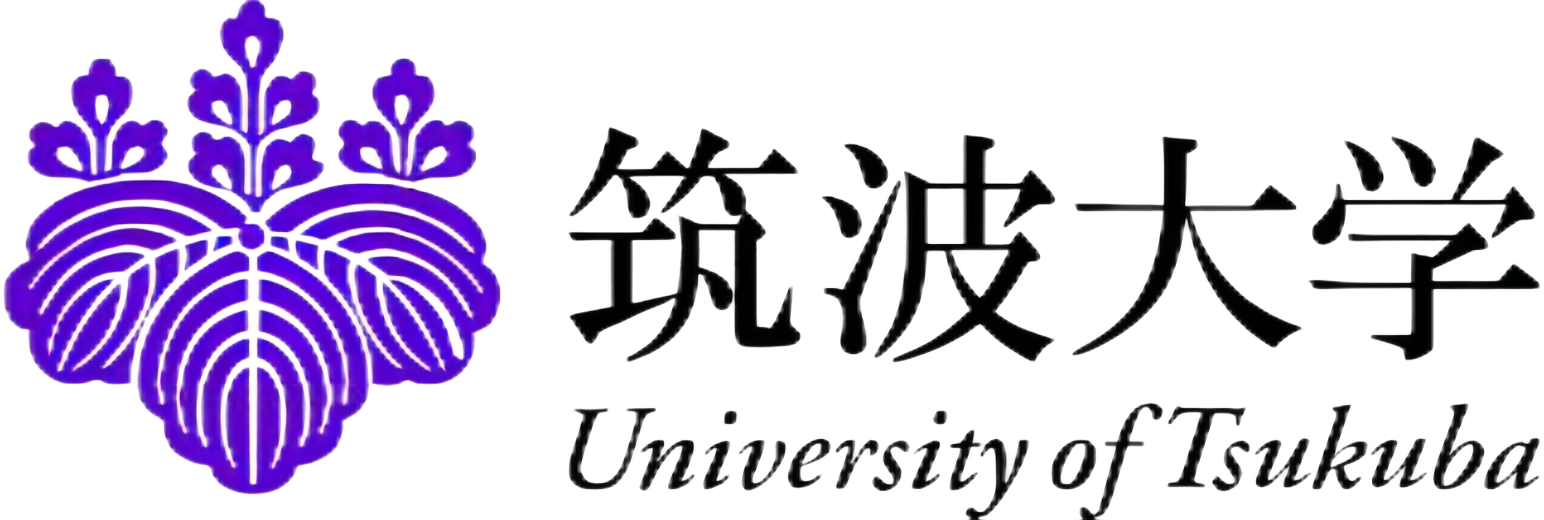 筑波大学
University of Tsukuba